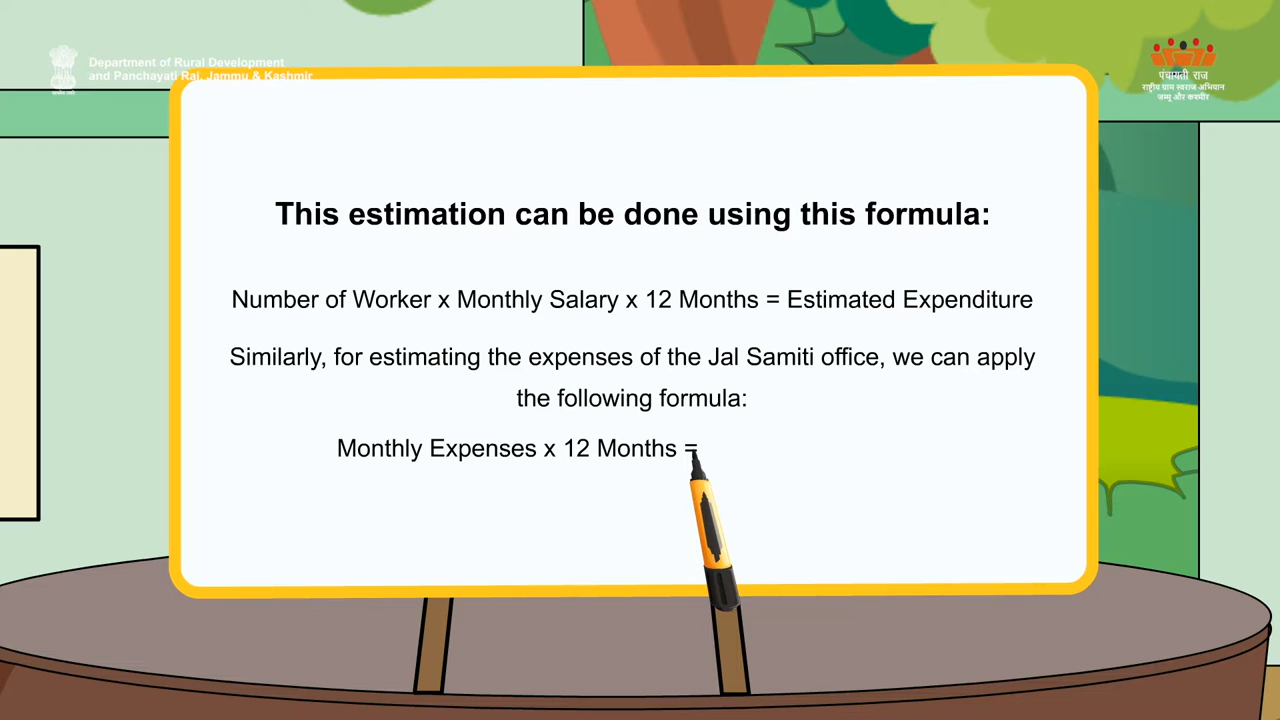 Department of Rural Development
and Panchayati Raj, Jammu & Kashmir
पंचायती राज
राष्ट्रीय ग्राम स्वराज अभियान
जम्मू और कश्मीर
This estimation can be done using this formula:
Number of Worker x Monthly Salary x 12 Months = Estimated Expenditure
Similarly, for estimating the expenses of the Jal Samiti office, we can apply
the following formula:
Monthly Expenses x 12 Months =